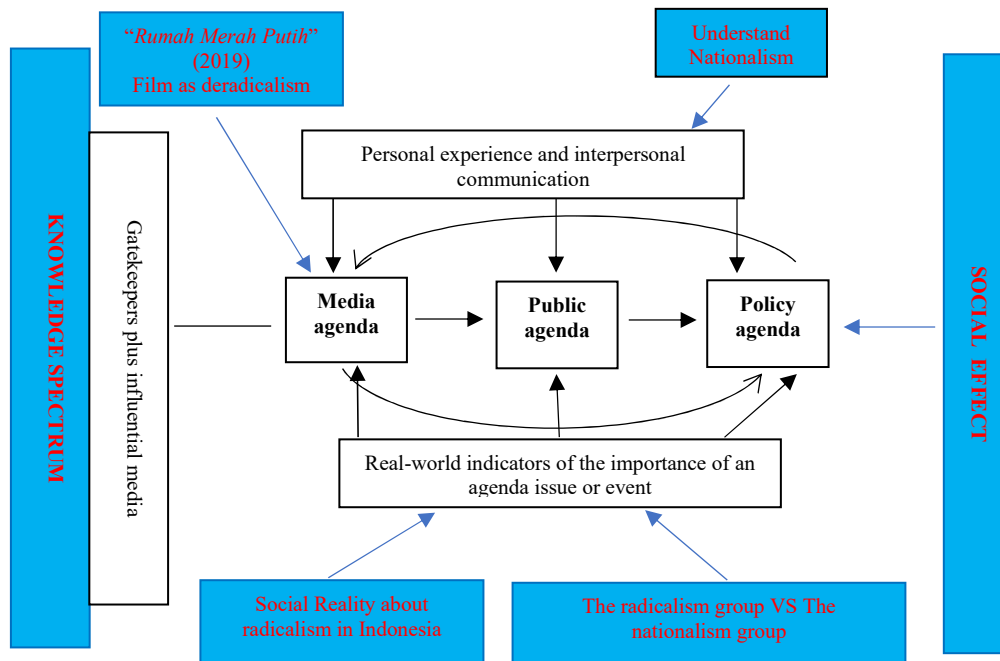 “Rumah Merah Putih”
(2019)
Film as deradicalism
Understand
Nationalism
KNOWLEDGE SPECTRUM
Gatekeepers plus influential media
Personal experience and interpersonal
communication
Media
agenda
Public
agenda
Policy
agenda
SOCIAL EFFECT
Real-world indicators of the importance of an
agenda issue or event
Social Reality about
radicalism in Indonesia
The radicalism group VS The
nationalism group